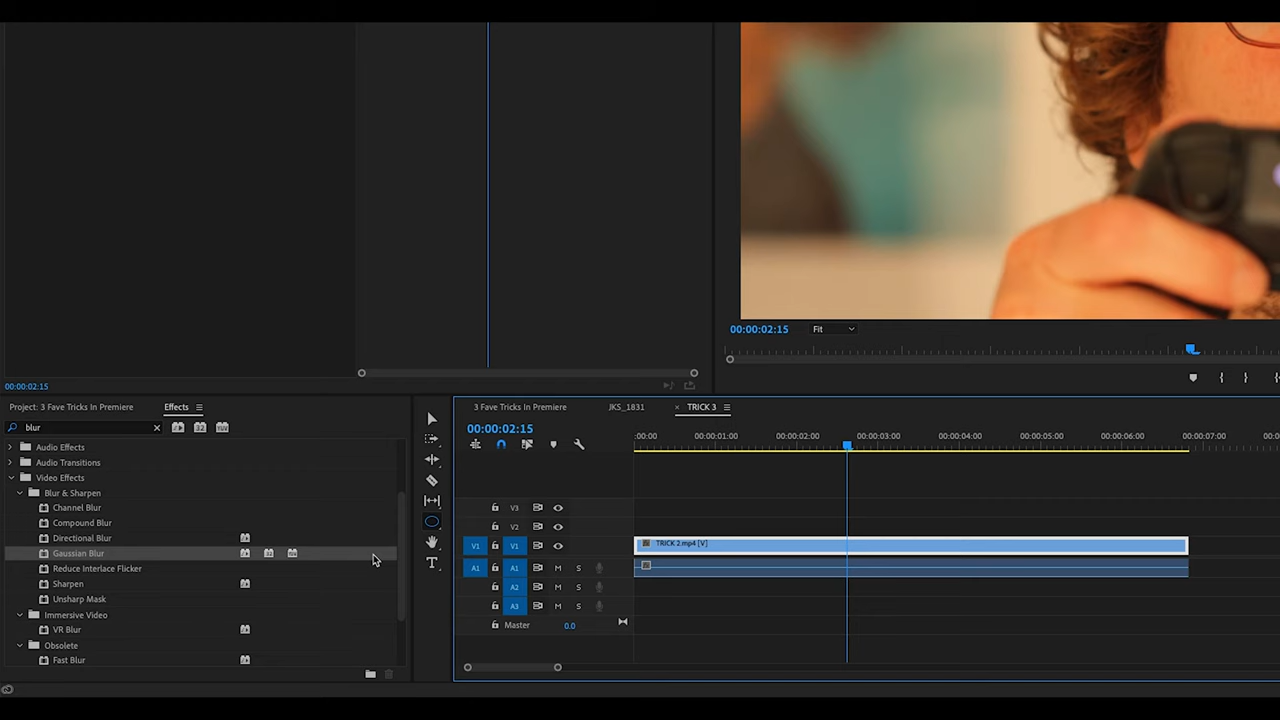 00:00:02:15 Fit
00:00:02:15
Project: 3 Fave Tricks In Premiere Effects
blur
Audio Effects
Audio Transitions
Video Effects
Blur & Sharpen
Channel Blur
Compound Blur
Directional Blur
Gaussian Blur
Reduce Interlace Flicker
Sharpen
Unsharp Mask
Immersive Video
VR Blur
Obsolete
Fast Blur
3 Fave Tricks In Premiere JKS_1831 × TRICK 3
00:00:02:15
:00:00 00:00:01:00 00:00:02:00 00:00:03:00 00:00:04:00 00:00:05:00 00:00:06:00 00:00:07:00
V3
V2
V1 V1 fx TRICK 2.mp4 [V]
A1 A1 M S
A2 M S
A3 M S
Master 0.0